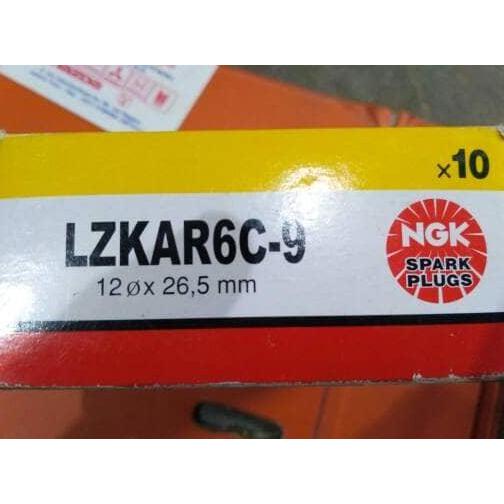 x10
LZKAR6C-9
12 ø x 26,5 mm
NGK
SPARK
PLUGS